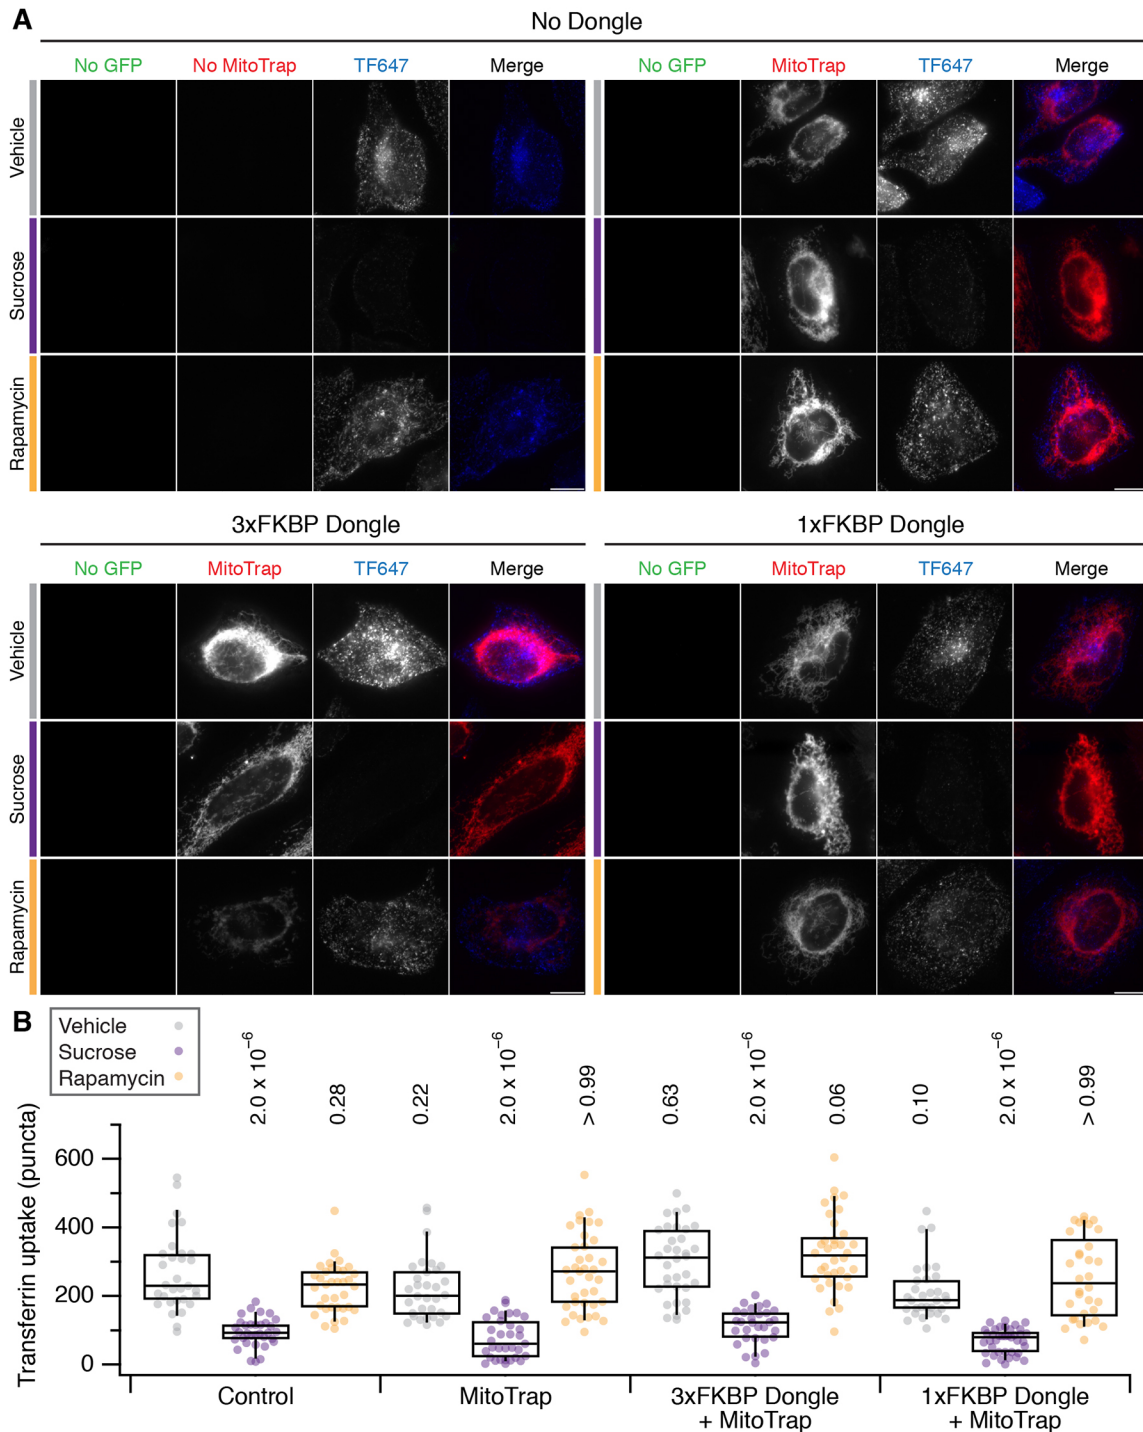 A
No Dongle
No GFP No MitoTrap TF647 Merge No GFP MitoTrap TF647 Merge
Vehicle
Sucrose
Rapamycin
3xFKBP Dongle 1xFKBP Dongle
No GFP MitoTrap TF647 Merge No GFP MitoTrap TF647 Merge
Vehicle
Sucrose
Rapamycin
B
Vehicle
Sucrose
Rapamycin
2.0 x 10⁻⁶ 0.28 0.22 2.0 x 10⁻⁶ > 0.99 0.63 2.0 x 10⁻⁶ 0.06 0.10 2.0 x 10⁻⁶ > 0.99
Transferrin uptake (puncta)
600
400
200
0
Control MitoTrap 3xFKBP Dongle 1xFKBP Dongle
+ MitoTrap + MitoTrap